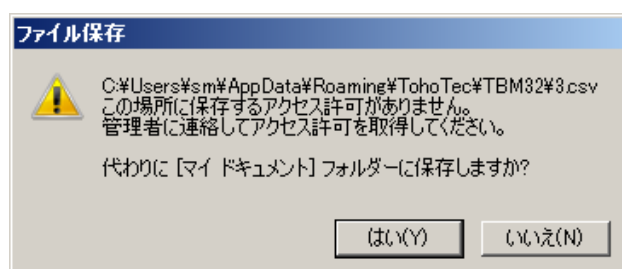 ファイル保存
C:¥Users¥sm¥AppData¥Roaming¥TohoTec¥TBM32¥3.csv
この場所に保存するアクセス許可がありません。
管理者に連絡してアクセス許可を取得してください。
代わりに [マイ ドキュメント] フォルダーに保存しますか?
はい(Y)
いいえ(N)